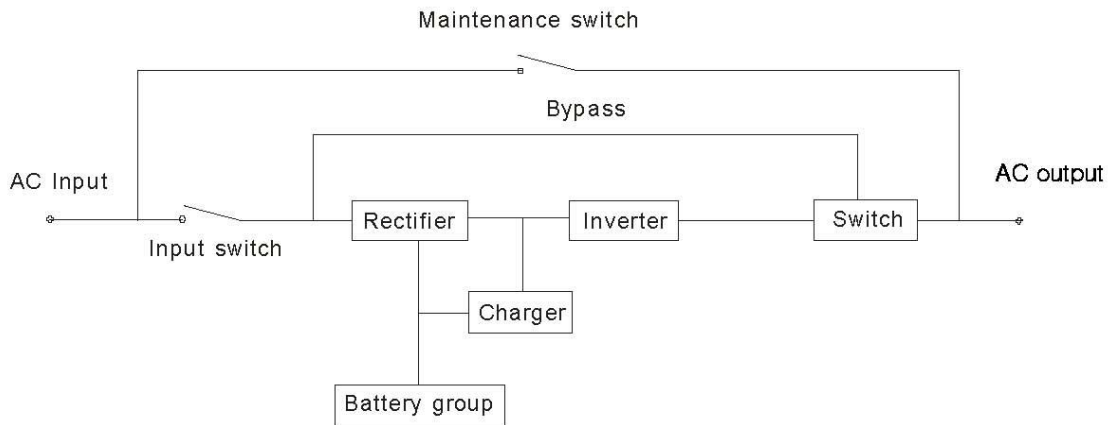 Maintenance switch
Bypass
AC Input
AC output
Rectifier
Inverter
Switch
Input switch
Charger
Battery group